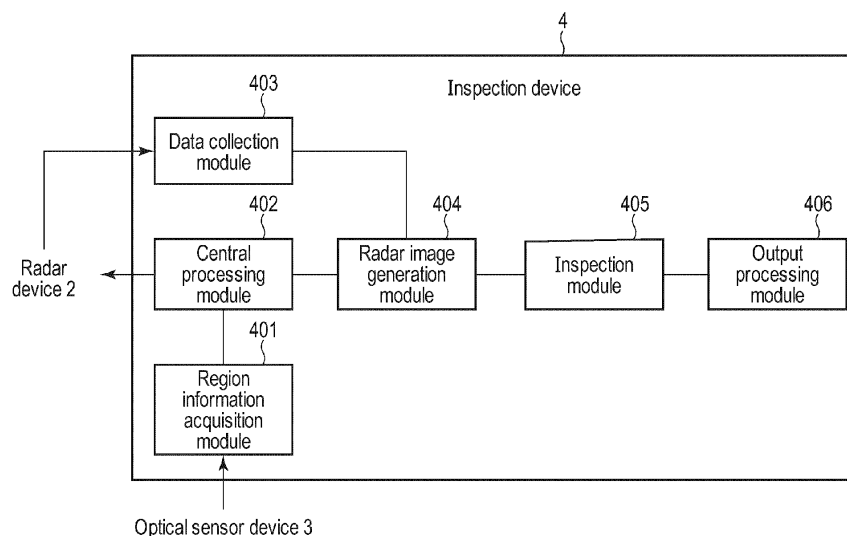 4
Inspection device
403
Data collection
module
402
Central
processing
module
404
Radar image
generation
module
405
Inspection
module
406
Output
processing
module
Radar
device 2
401
Region
information
acquisition
module
Optical sensor device 3